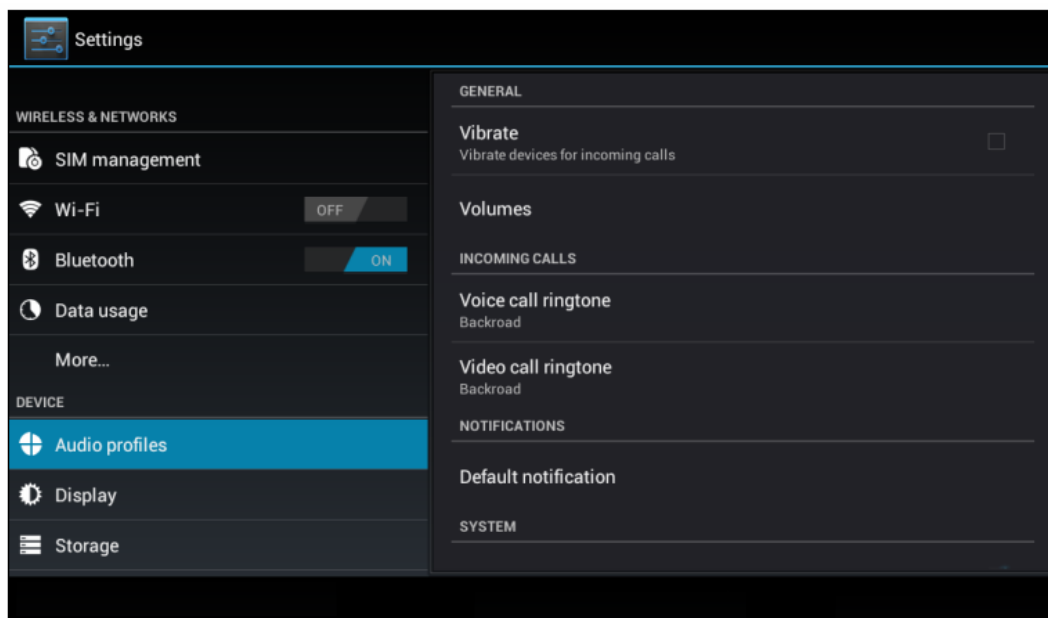 Settings
WIRELESS & NETWORKS
SIM management
Wi-Fi OFF
Bluetooth ON
Data usage
More...
DEVICE
Audio profiles
Display
Storage
GENERAL
Vibrate
Vibrate devices for incoming calls
Volumes
INCOMING CALLS
Voice call ringtone
Backroad
Video call ringtone
Backroad
NOTIFICATIONS
Default notification
SYSTEM